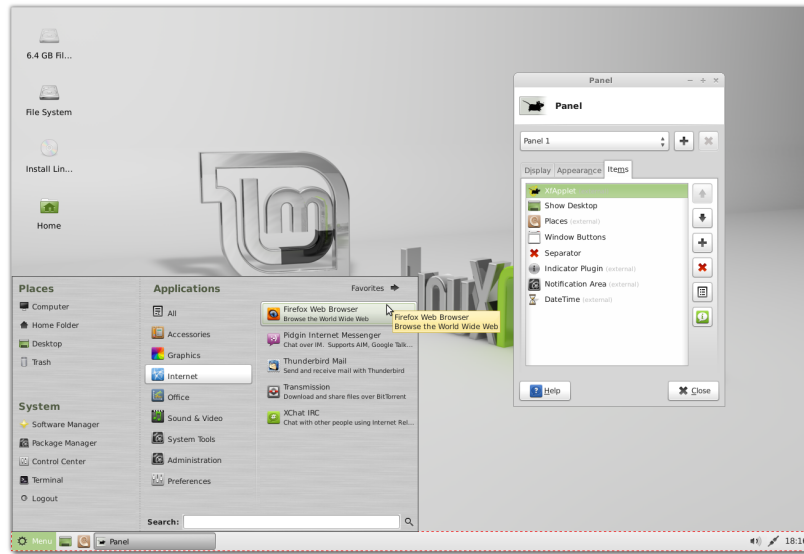 6.4 GB Fil...
File System
Install Lin...
Home
Panel
Panel
Panel 1
Display Appearance Items
XfApplet
Show Desktop
Places (external)
Window Buttons
Separator
Indicator Plugin (external)
Notification Area (external)
DateTime (external)
Help
Close
Places
Computer
Home Folder
Desktop
Trash
System
Software Manager
Package Manager
Control Center
Terminal
Logout
Applications
All
Accessories
Graphics
Internet
Office
Sound & Video
System Tools
Administration
Preferences
Favorites
Firefox Web Browser
Browse the World Wide Web
Pidgin Internet Messenger
Chat over IM. Supports AIM, Google Talk...
Thunderbird Mail
Send and receive mail with Thunderbird
Transmission
Download and share files over BitTorrent
XChat IRC
Chat with other people using Internet Rel...
Firefox Web Browser
Browse the World Wide Web
Search:
Menu
Panel